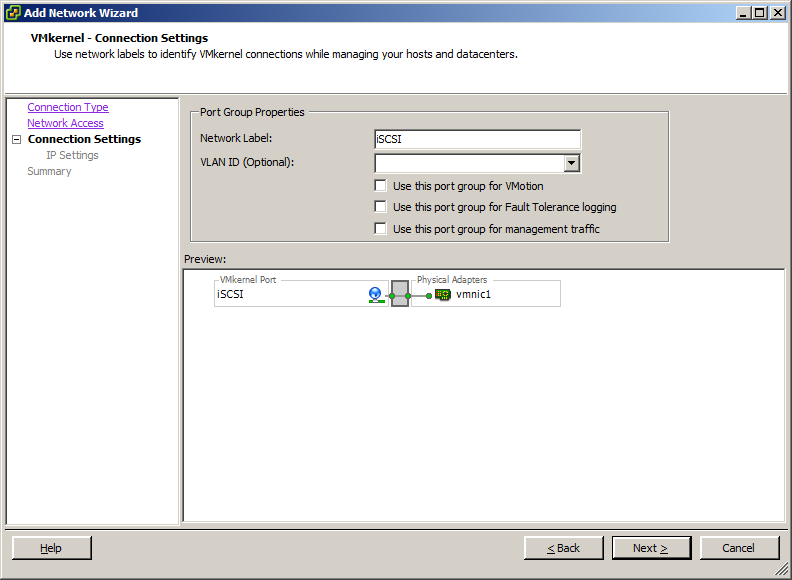 Add Network Wizard
VMkernel - Connection Settings
Use network labels to identify VMkernel connections while managing your hosts and datacenters.
Connection Type
Network Access
Connection Settings
IP Settings
Summary
Port Group Properties
Network Label:
iSCSI
VLAN ID (Optional):
Use this port group for VMotion
Use this port group for Fault Tolerance logging
Use this port group for management traffic
Preview:
VMkernel Port
iSCSI
Physical Adapters
vmnic1
Help
< Back
Next >
Cancel